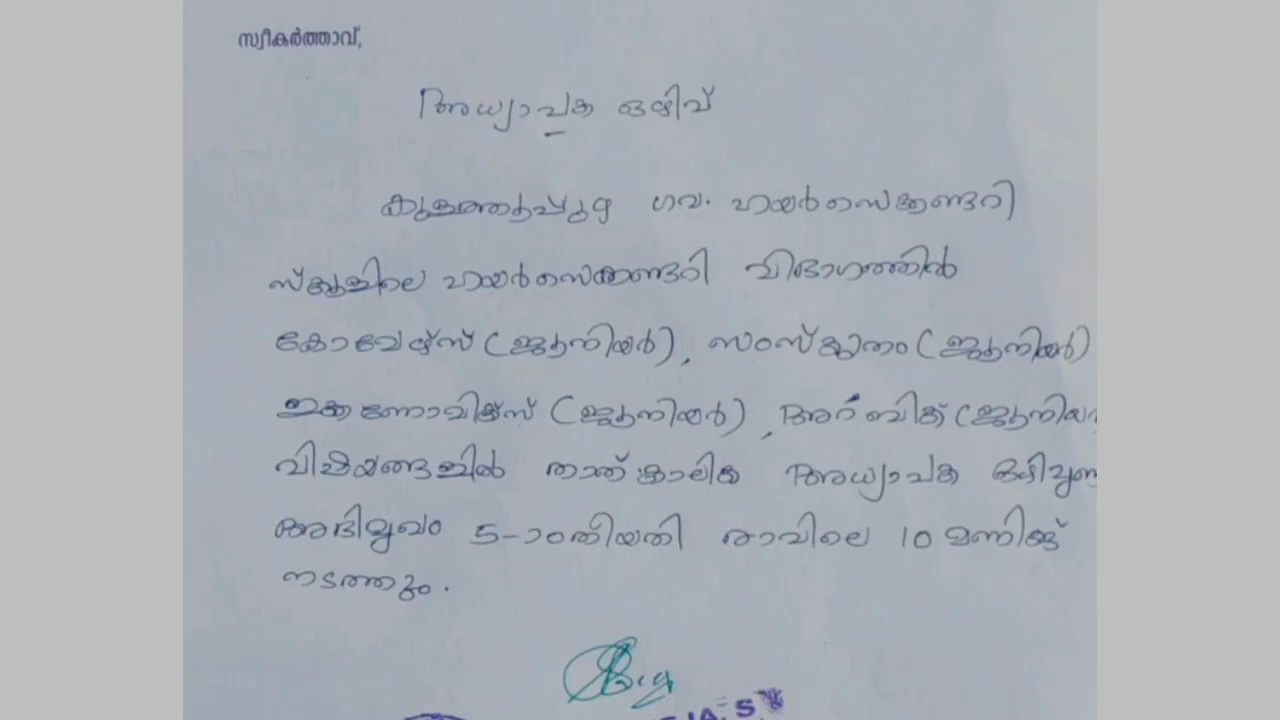 സ്വീകർത്താവ്,
അധ്യാപക ഒഴിവ്
കുളത്തൂപ്പുഴ ഗവ. ഹയർസെക്കണ്ടറി
സ്കൂളിലെ ഹയർസെക്കണ്ടറി വിഭാഗത്തിൽ
കോമേഴ്സ് (ജൂനിയർ), സംസ്കൃതം (ജൂനിയർ)
ഇക്കണോമിക്സ് (ജൂനിയർ), അറബിക് (ജൂനിയ
വിഷയങ്ങളിൽ താത്കാലിക അധ്യാപക ഒഴിവുണ
അഭിമുഖം 5-ാം തീയതി രാവിലെ 10 മണിക്ക്
നടത്തും.